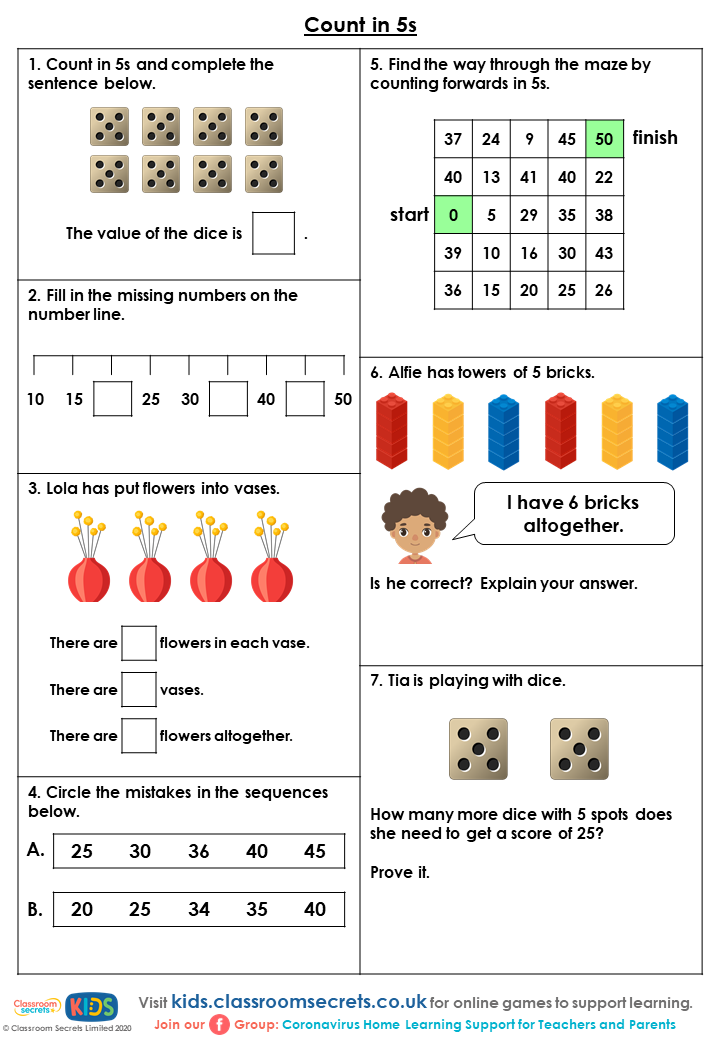 Count in 5s
1. Count in 5s and complete the
sentence below.
The value of the dice is .
2. Fill in the missing numbers on the
number line.
10 15 25 30 40 50
3. Lola has put flowers into vases.
There are flowers in each vase.
There are vases.
There are flowers altogether.
4. Circle the mistakes in the sequences
below.
A. 25 30 36 40 45
B. 20 25 34 35 40
5. Find the way through the maze by
counting forwards in 5s.
37 24 9 45 50 finish
40 13 41 40 22
start 0 5 29 35 38
39 10 16 30 43
36 15 20 25 26
6. Alfie has towers of 5 bricks.
I have 6 bricks
altogether.
Is he correct? Explain your answer.
7. Tia is playing with dice.
How many more dice with 5 spots does
she need to get a score of 25?
Prove it.
Classroom
secrets
KIDS
© Classroom Secrets Limited 2020
Visit kids.classroomsecrets.co.uk for online games to support learning.
Join our f Group: Coronavirus Home Learning Support for Teachers and Parents